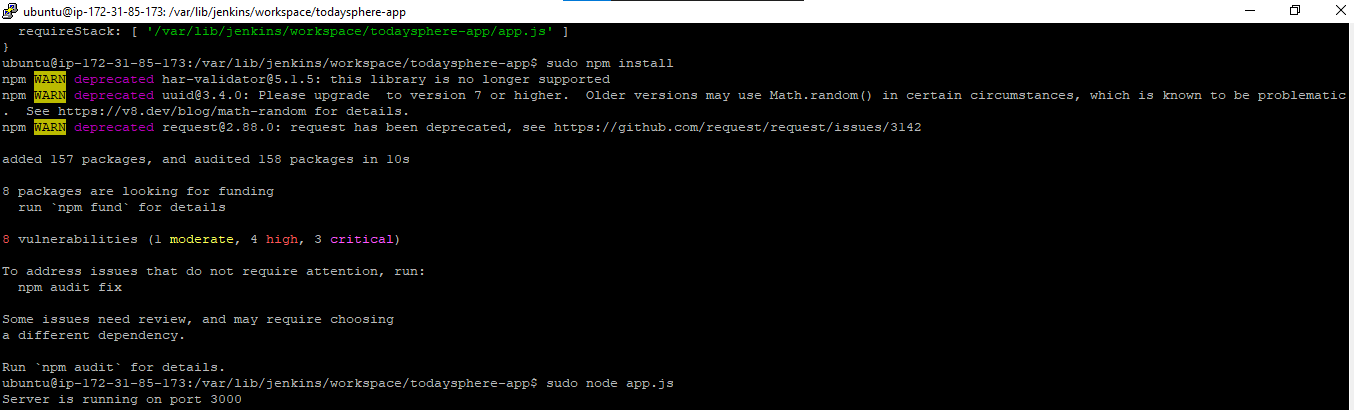 ubuntu@ip-172-31-85-173: /var/lib/jenkins/workspace/todaysphere-app
  requireStack: [ '/var/lib/jenkins/workspace/todaysphere-app/app.js' ]
}
ubuntu@ip-172-31-85-173:/var/lib/jenkins/workspace/todaysphere-app$ sudo npm install
npm WARN deprecated har-validator@5.1.5: this library is no longer supported
npm WARN deprecated uuid@3.4.0: Please upgrade  to version 7 or higher.  Older versions may use Math.random() in certain circumstances, which is known to be problematic
.  See https://v8.dev/blog/math-random for details.
npm WARN deprecated request@2.88.0: request has been deprecated, see https://github.com/request/request/issues/3142

added 157 packages, and audited 158 packages in 10s

8 packages are looking for funding
  run `npm fund` for details

8 vulnerabilities (1 moderate, 4 high, 3 critical)

To address issues that do not require attention, run:
  npm audit fix

Some issues need review, and may require choosing
a different dependency.

Run `npm audit` for details.
ubuntu@ip-172-31-85-173:/var/lib/jenkins/workspace/todaysphere-app$ sudo node app.js
Server is running on port 3000